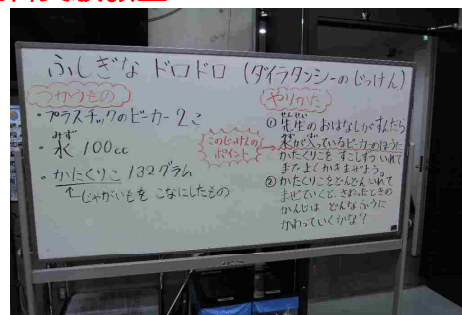 ふしぎな ドロドロ (ダイラタンシーの じっけん)
つかうもの
・プラスチックのビーカー 2こ
みず
・水 100cc
・かたくりこ 132グラム
↑じゃがいもを こなにしたもの
このじっけんの
ポイント
やりかた
せんせい
① 先生のおはなしがすんだら
みず
水が入っているビーカーのほうに
かたくりこを すこしずつ いれて
また よくかきまぜよう。
② かたくりこをどんどん いれて
まぜていくと、さわったときの
かんじは どんなふうに
かわっていくかな?